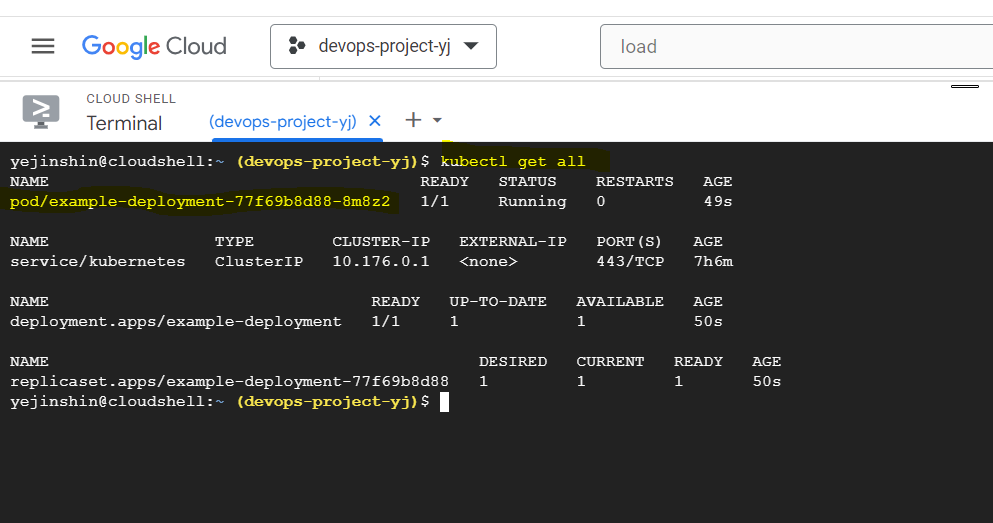 Google Cloud
devops-project-yj
load
CLOUD SHELL
Terminal
(devops-project-yj)
yejinshin@cloudshell:~ (devops-project-yj)$ kubectl get all
NAME READY STATUS RESTARTS AGE
pod/example-deployment-77f69b8d88-8m8z2 1/1 Running 0 49s
NAME TYPE CLUSTER-IP EXTERNAL-IP PORT(S) AGE
service/kubernetes ClusterIP 10.176.0.1 <none> 443/TCP 7h6m
NAME READY UP-TO-DATE AVAILABLE AGE
deployment.apps/example-deployment 1/1 1 1 50s
NAME DESIRED CURRENT READY AGE
replicaset.apps/example-deployment-77f69b8d88 1 1 1 50s
yejinshin@cloudshell:~ (devops-project-yj)$